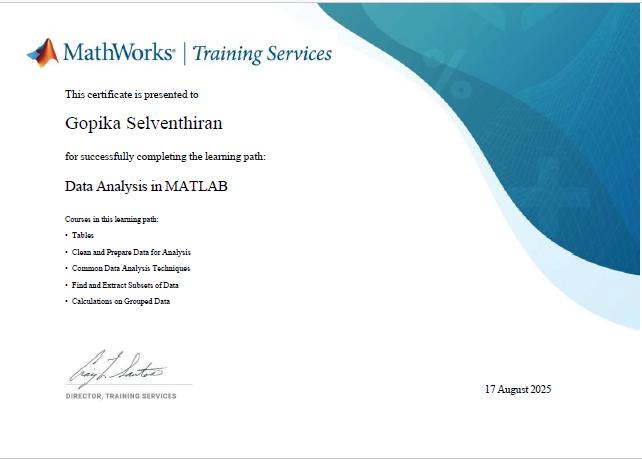 MathWorks® | Training Services
This certificate is presented to
Gopika Selventhiran
for successfully completing the learning path:
Data Analysis in MATLAB
Courses in this learning path:
• Tables
• Clean and Prepare Data for Analysis
• Common Data Analysis Techniques
• Find and Extract Subsets of Data
• Calculations on Grouped Data
Craig L Santos
DIRECTOR, TRAINING SERVICES
17 August 2025